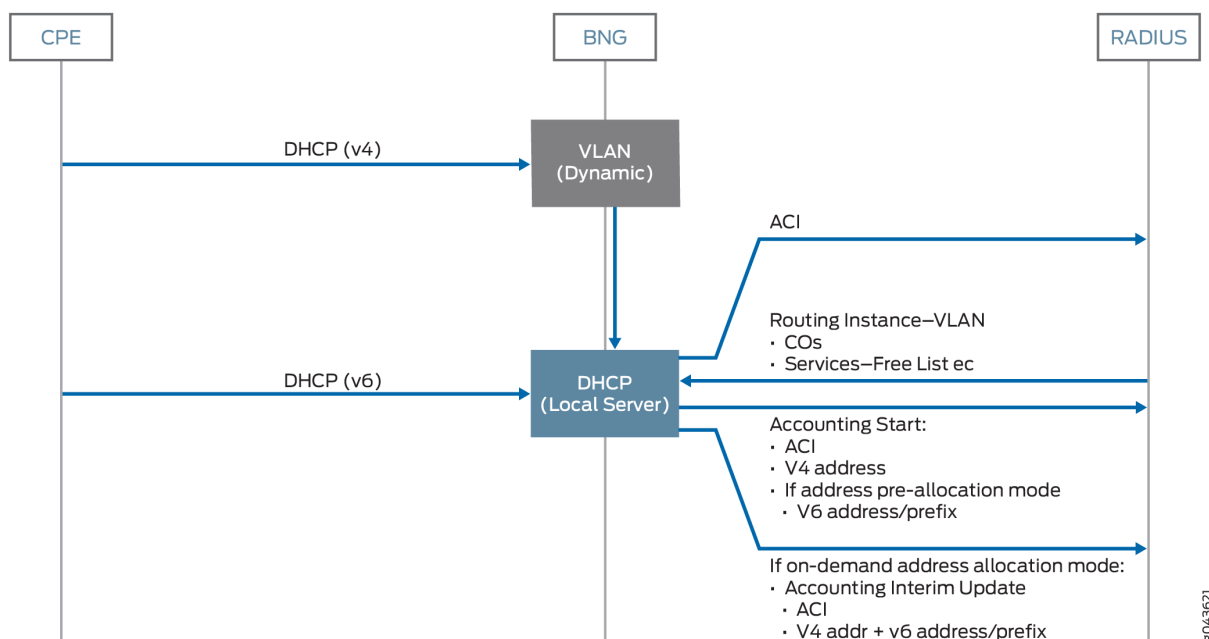 CPE
BNG
RADIUS
DHCP (v4)
VLAN
(Dynamic)
ACI
Routing Instance–VLAN
· COs
· Services–Free List ec
DHCP (v6)
DHCP
(Local Server)
Accounting Start:
· ACI
· V4 address
· If address pre-allocation mode
· V6 address/prefix
If on-demand address allocation mode:
· Accounting Interim Update
· ACI
· V4 addr + v6 address/prefix
g043621